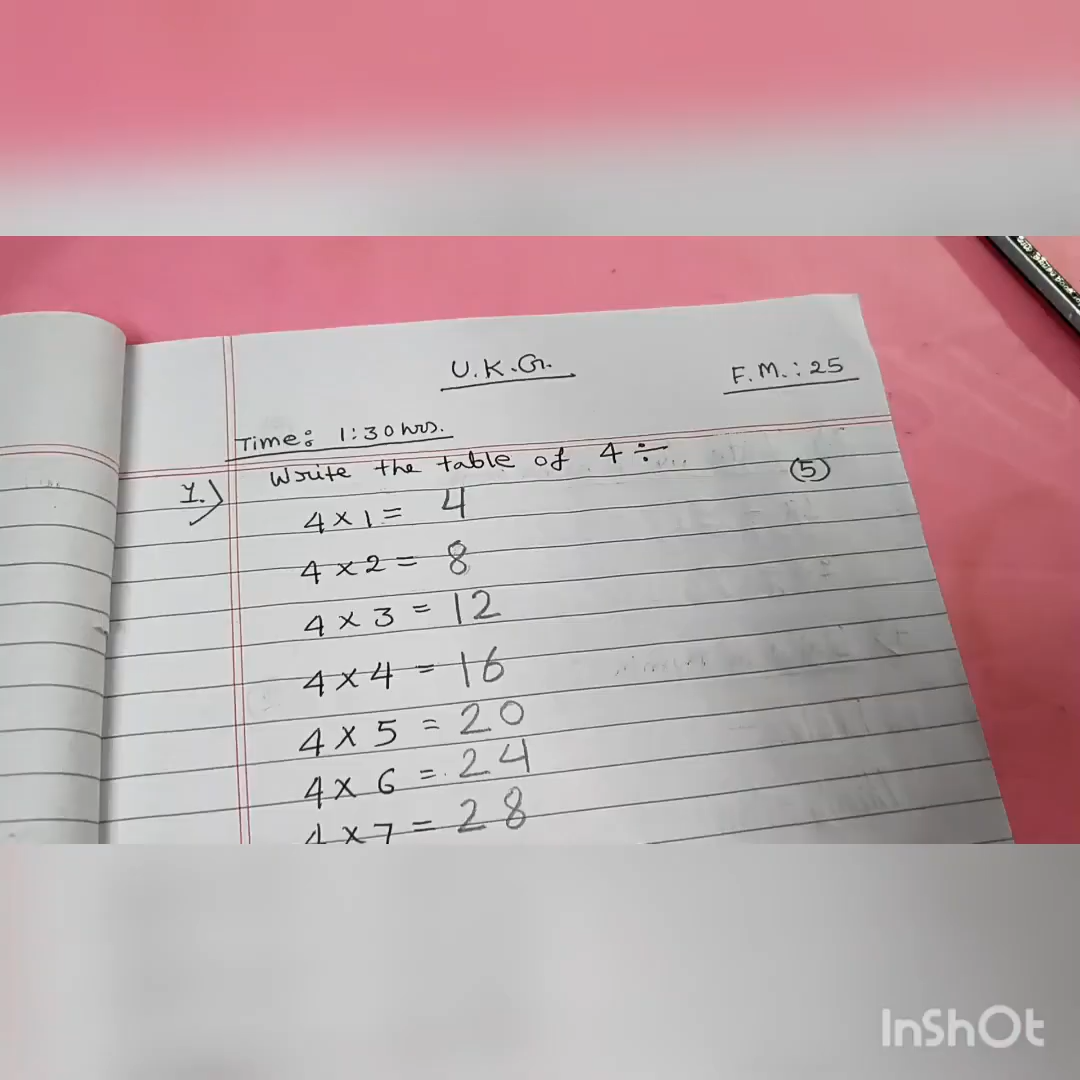 U.K.G.
F.M.: 25
Time: 1:30 hrs.
1.) Write the table of 4 ÷ (5)
4 × 1 = 4
4 × 2 = 8
4 × 3 = 12
4 × 4 = 16
4 × 5 = 20
4 × 6 = 24
4 × 7 = 28
InShOt